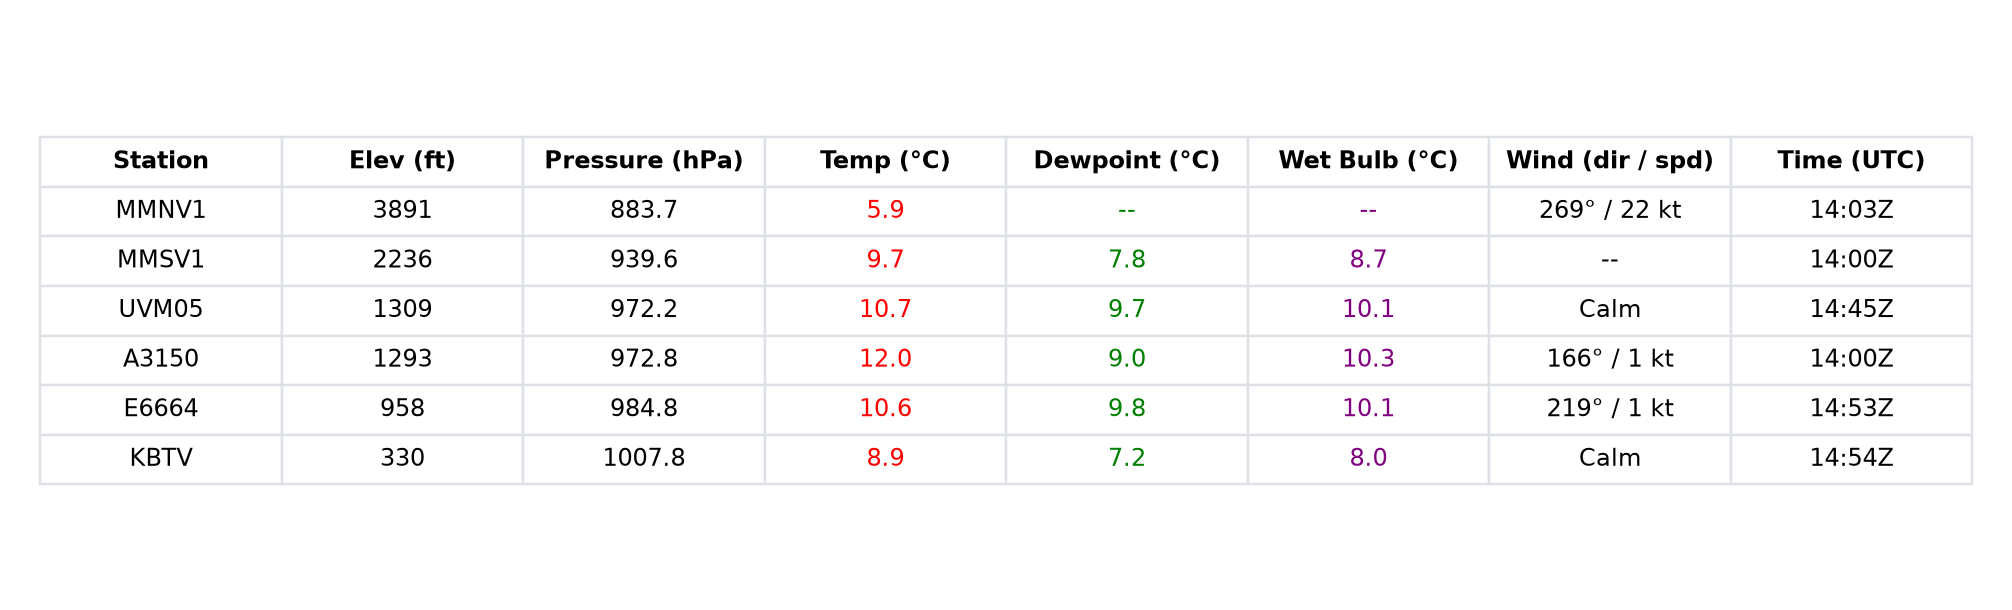 Station Elev (ft) Pressure (hPa) Temp (°C) Dewpoint (°C) Wet Bulb (°C) Wind (dir / spd) Time (UTC)
MMNV1 3891 883.7 5.9 -- -- 269° / 22 kt 14:03Z
MMSV1 2236 939.6 9.7 7.8 8.7 -- 14:00Z
UVM05 1309 972.2 10.7 9.7 10.1 Calm 14:45Z
A3150 1293 972.8 12.0 9.0 10.3 166° / 1 kt 14:00Z
E6664 958 984.8 10.6 9.8 10.1 219° / 1 kt 14:53Z
KBTV 330 1007.8 8.9 7.2 8.0 Calm 14:54Z